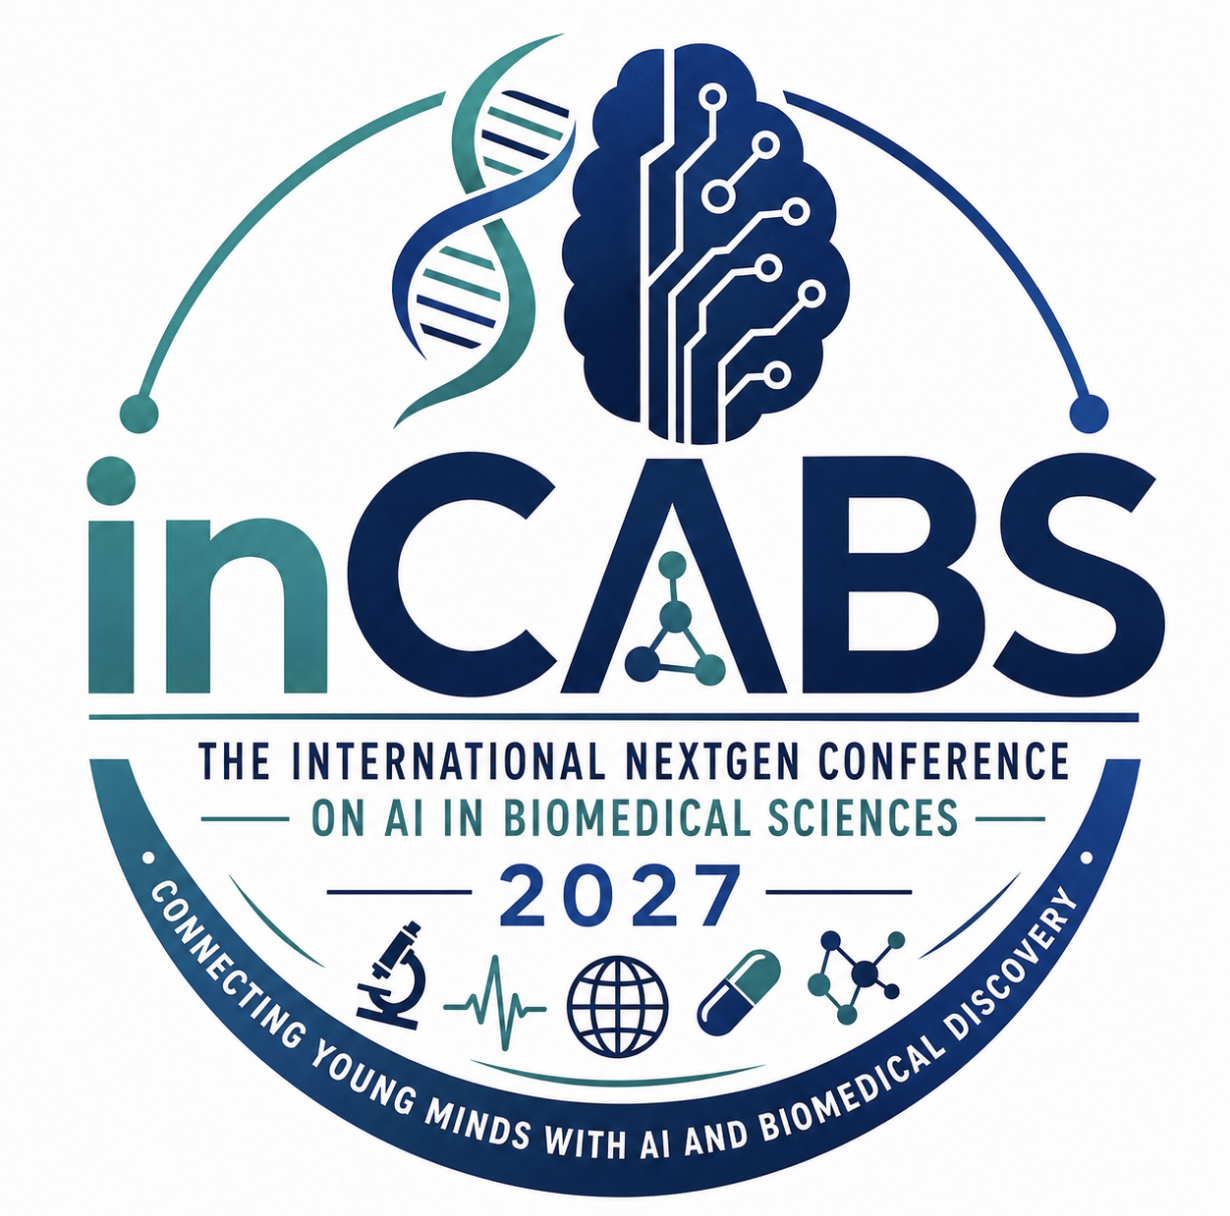 inCABS
THE INTERNATIONAL NEXTGEN CONFERENCE
ON AI IN BIOMEDICAL SCIENCES
2027
• CONNECTING YOUNG MINDS WITH AI AND BIOMEDICAL DISCOVERY •